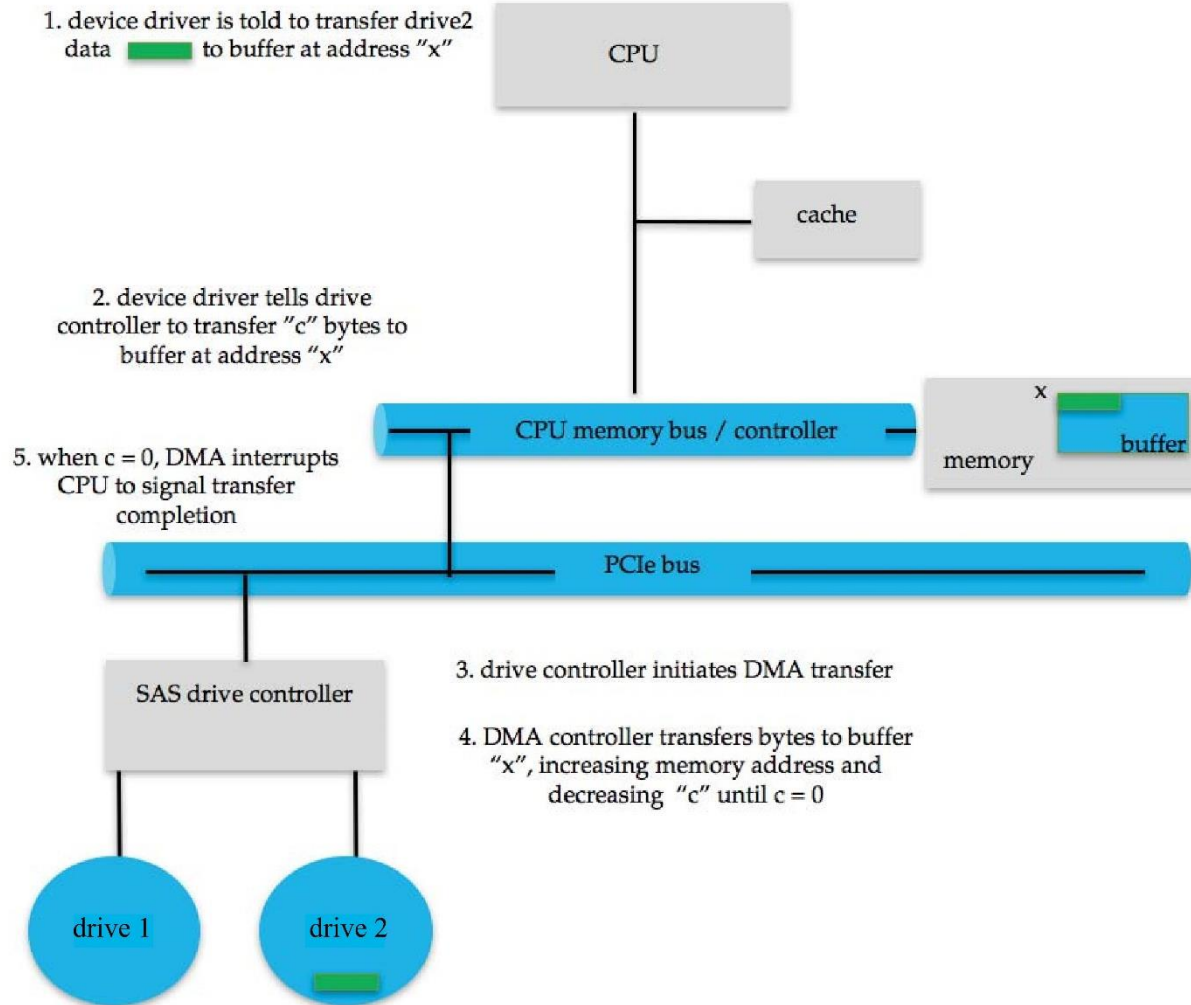 1. device driver is told to transfer drive2
data to buffer at address “x”
CPU
cache
2. device driver tells drive
controller to transfer “c” bytes to
buffer at address “x”
x
CPU memory bus / controller
buffer
memory
5. when c = 0, DMA interrupts
CPU to signal transfer
completion
PCIe bus
3. drive controller initiates DMA transfer
SAS drive controller
4. DMA controller transfers bytes to buffer
“x”, increasing memory address and
decreasing “c” until c = 0
drive 1
drive 2